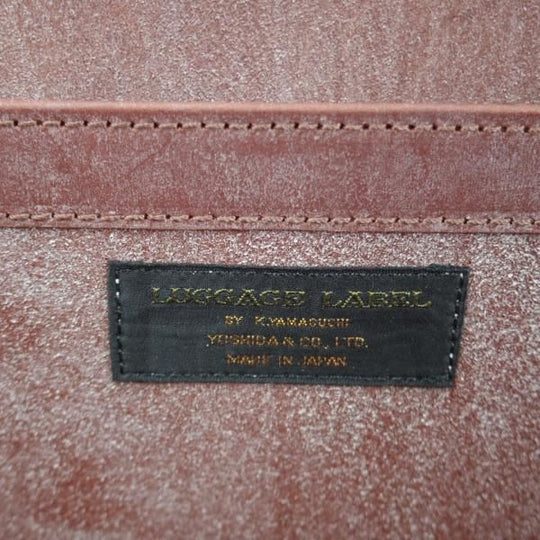 LUGGAGE LABEL
BY K.YAMAGUCHI
YOSHIDA & CO., LTD.
MADE IN JAPAN